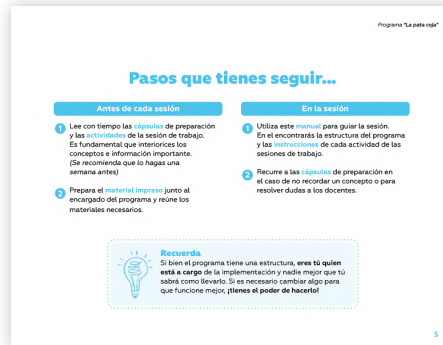 Programa "La pata coja"
Pasos que tienes seguir...
Antes de cada sesión
1 Lee con tiempo las cápsulas de preparación
y las actividades de la sesión de trabajo.
Es fundamental que interiorices los
conceptos e información importante.
(Se recomienda que lo hagas una
semana antes)
2 Prepara el material impreso junto al
encargado del programa y reúne los
materiales necesarios.
En la sesión
1 Utiliza este manual para guiar la sesión.
En el encontrarás la estructura del programa
y las instrucciones de cada actividad de las
sesiones de trabajo.
2 Recurre a las cápsulas de preparación en
el caso de no recordar un concepto o para
resolver dudas a los docentes.
Recuerda
Si bien el programa tiene una estructura, eres tú quien
está a cargo de la implementación y nadie mejor que tú
sabrá como llevarlo. Si es necesario cambiar algo para
que funcione mejor, ¡tienes el poder de hacerlo!
5